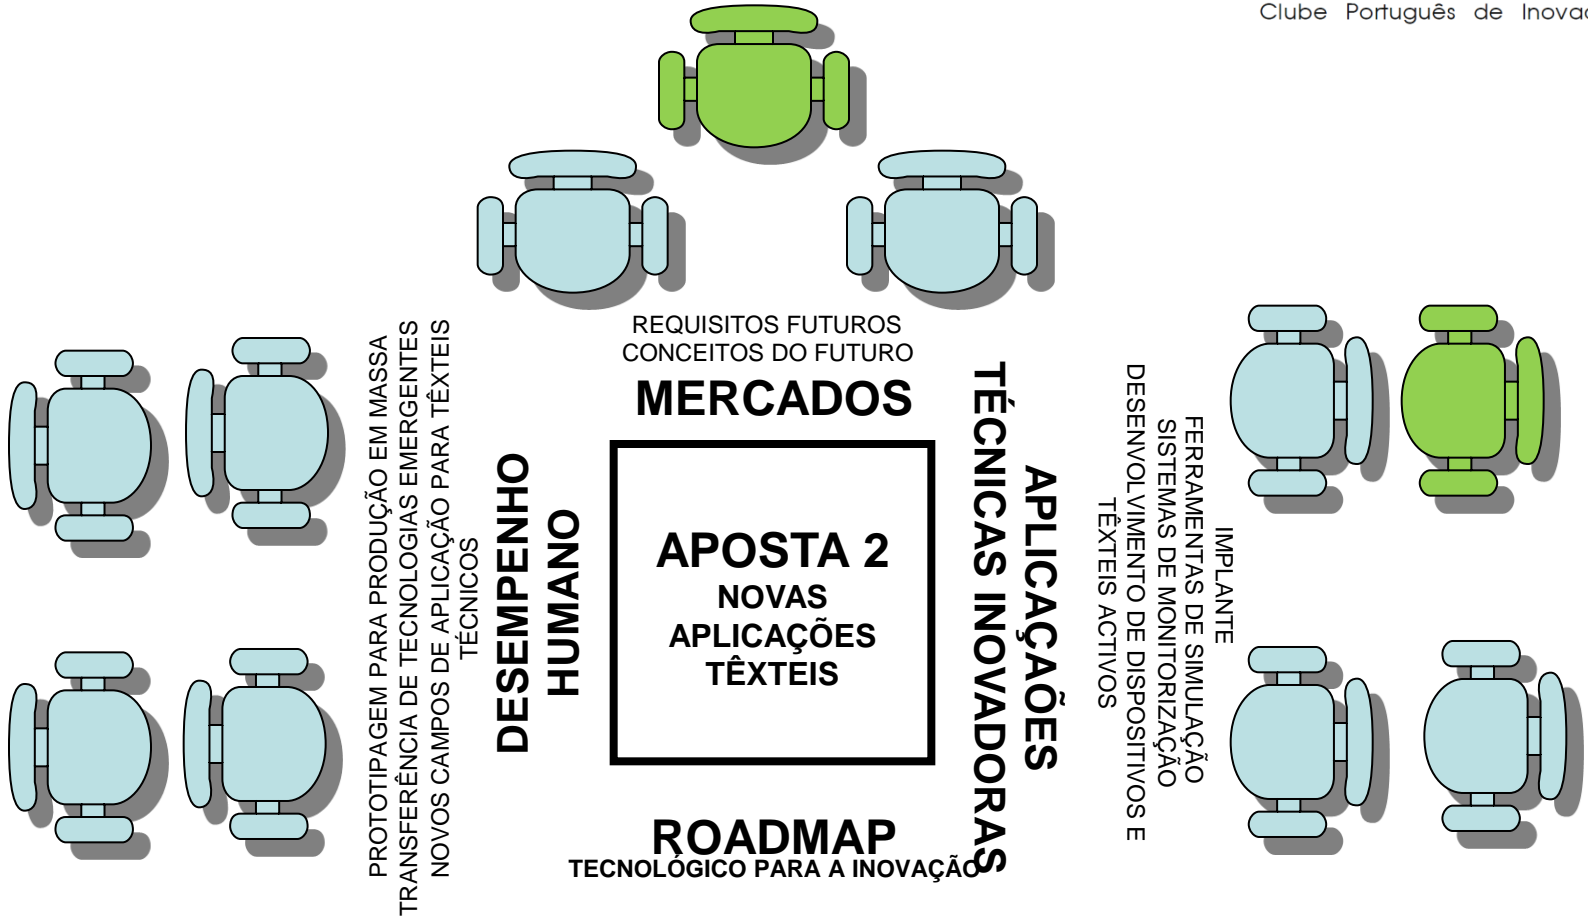 Clube Português de Inovaç
REQUISITOS FUTUROS
CONCEITOS DO FUTURO
MERCADOS
PROTOTIPAGEM PARA PRODUÇÃO EM MASSA
TRANSFERÊNCIA DE TECNOLOGIAS EMERGENTES
NOVOS CAMPOS DE APLICAÇÃO PARA TÊXTEIS
TÉCNICOS
DESEMPENHO
HUMANO
APOSTA 2
NOVAS
APLICAÇÕES
TÊXTEIS
APLICAÇAÕES
TÉCNICAS INOVADORAS
IMPLANTE
FERRAMENTAS DE SIMULAÇÃO
SISTEMAS DE MONITORIZAÇÃO
DESENVOLVIMENTO DE DISPOSITIVOS E
TÊXTEIS ACTIVOS
ROADMAP
TECNOLÓGICO PARA A INOVAÇÃO